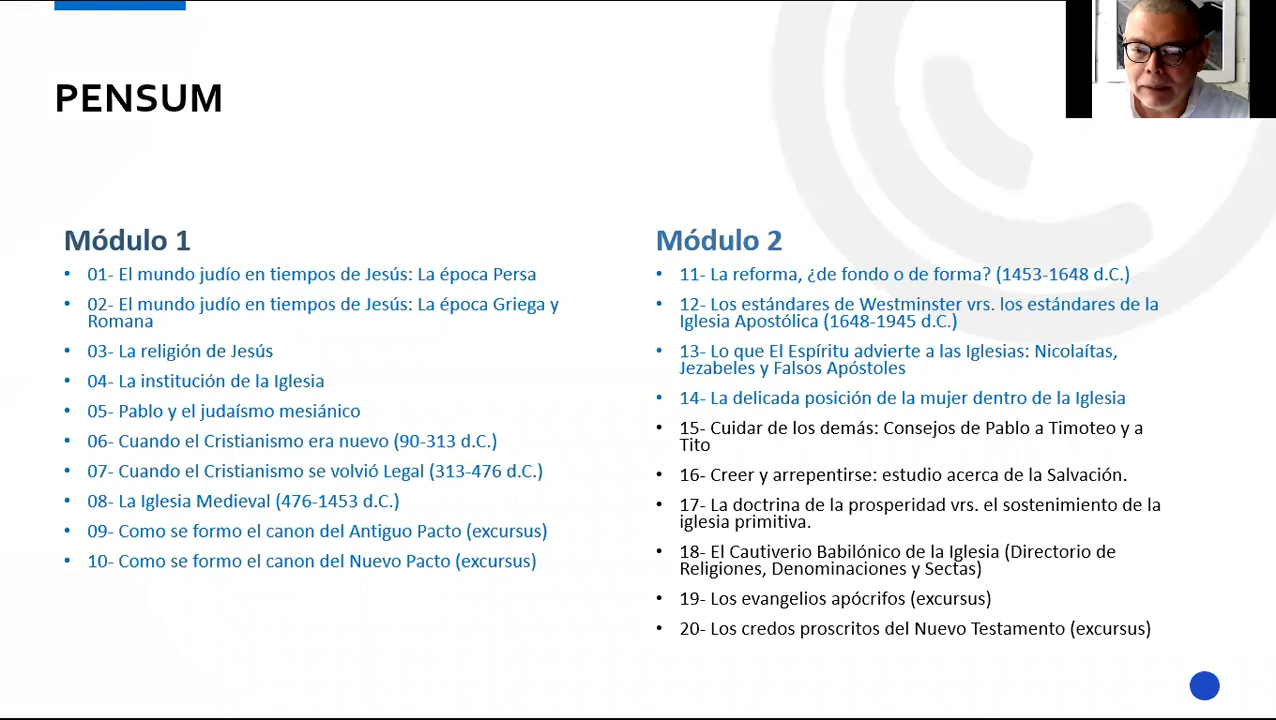 PENSUM
Módulo 1
• 01- El mundo judío en tiempos de Jesús: La época Persa
• 02- El mundo judío en tiempos de Jesús: La época Griega y
Romana
• 03- La religión de Jesús
• 04- La institución de la Iglesia
• 05- Pablo y el judaísmo mesiánico
• 06- Cuando el Cristianismo era nuevo (90-313 d.C.)
• 07- Cuando el Cristianismo se volvió Legal (313-476 d.C.)
• 08- La Iglesia Medieval (476-1453 d.C.)
• 09- Como se formo el canon del Antiguo Pacto (excursus)
• 10- Como se formo el canon del Nuevo Pacto (excursus)
Módulo 2
• 11- La reforma, ¿de fondo o de forma? (1453-1648 d.C.)
• 12- Los estándares de Westminster vrs. los estándares de la
Iglesia Apostólica (1648-1945 d.C.)
• 13- Lo que El Espíritu advierte a las Iglesias: Nicolaítas,
Jezabeles y Falsos Apóstoles
• 14- La delicada posición de la mujer dentro de la Iglesia
• 15- Cuidar de los demás: Consejos de Pablo a Timoteo y a
Tito
• 16- Creer y arrepentirse: estudio acerca de la Salvación.
• 17- La doctrina de la prosperidad vrs. el sostenimiento de la
iglesia primitiva.
• 18- El Cautiverio Babilónico de la Iglesia (Directorio de
Religiones, Denominaciones y Sectas)
• 19- Los evangelios apócrifos (excursus)
• 20- Los credos proscritos del Nuevo Testamento (excursus)